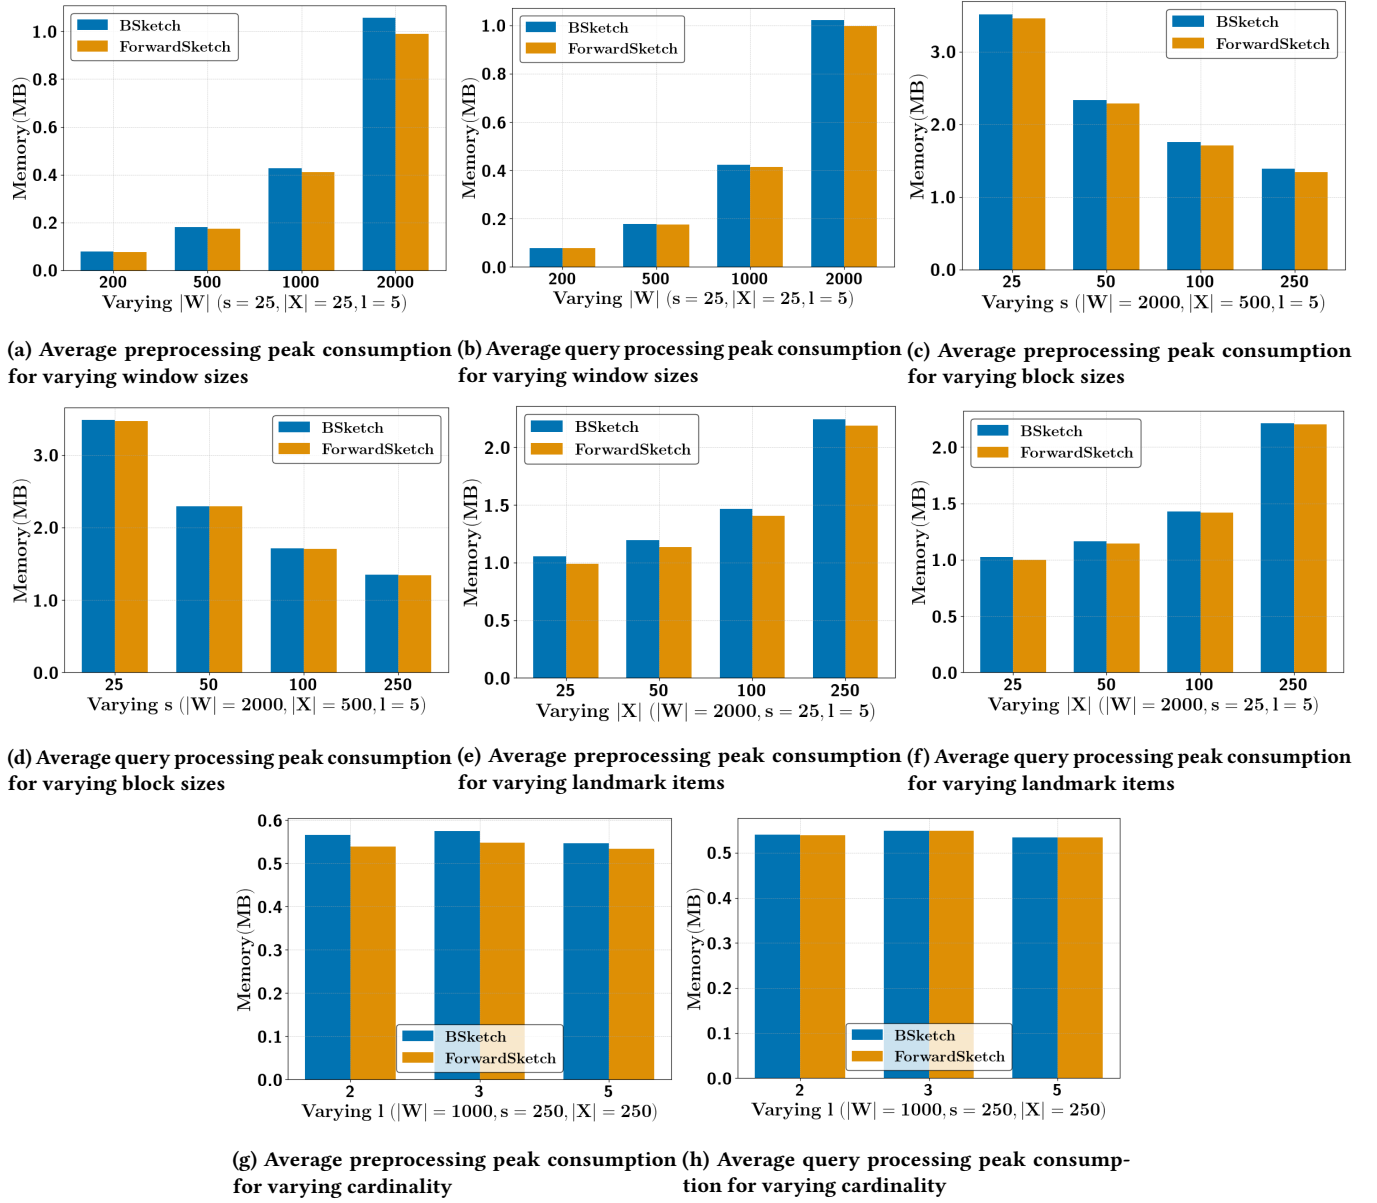 BSketch
ForwardSketch
Memory(MB)
1.0
0.8
0.6
0.4
0.2
0.0
200 500 1000 2000
Varying |W| (s = 25, |X| = 25, l = 5)
(a) Average preprocessing peak consumption
for varying window sizes
BSketch
ForwardSketch
Memory(MB)
1.0
0.8
0.6
0.4
0.2
0.0
200 500 1000 2000
Varying |W| (s = 25, |X| = 25, l = 5)
(b) Average query processing peak consumption
for varying window sizes
BSketch
ForwardSketch
Memory(MB)
3.0
2.0
1.0
0.0
25 50 100 250
Varying s (|W| = 2000, |X| = 500, l = 5)
(c) Average preprocessing peak consumption
for varying block sizes
BSketch
ForwardSketch
Memory(MB)
3.0
2.0
1.0
0.0
25 50 100 250
Varying s (|W| = 2000, |X| = 500, l = 5)
(d) Average query processing peak consumption
for varying block sizes
BSketch
ForwardSketch
Memory(MB)
2.0
1.5
1.0
0.5
0.0
25 50 100 250
Varying |X| (|W| = 2000, s = 25, l = 5)
(e) Average preprocessing peak consumption
for varying landmark items
BSketch
ForwardSketch
Memory(MB)
2.0
1.5
1.0
0.5
0.0
25 50 100 250
Varying |X| (|W| = 2000, s = 25, l = 5)
(f) Average query processing peak consumption
for varying landmark items
Memory(MB)
0.6
0.5
0.4
0.3
0.2
0.1
0.0
BSketch
ForwardSketch
2 3 5
Varying l (|W| = 1000, s = 250, |X| = 250)
(g) Average preprocessing peak consumption
for varying cardinality
Memory(MB)
0.5
0.4
0.3
0.2
0.1
0.0
BSketch
ForwardSketch
2 3 5
Varying l (|W| = 1000, s = 250, |X| = 250)
(h) Average query processing peak consump-
tion for varying cardinality